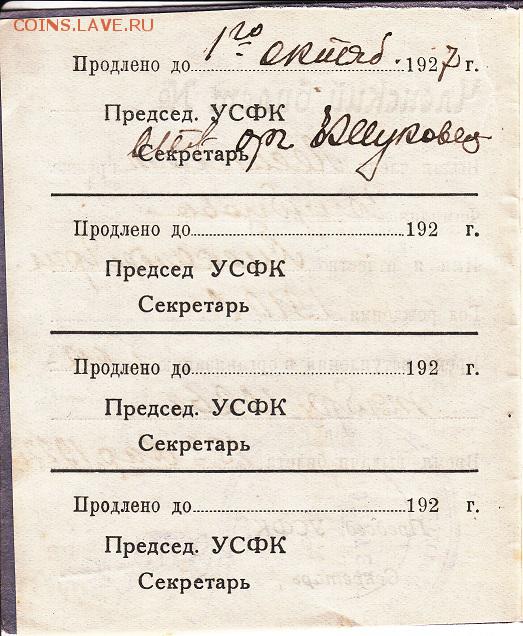 COINS.LAVE.RU
Продлено до 1го октяб. 1927 г.
Председ. УСФК
Секретарь орг
Продлено до 192 г.
Председ УСФК
Секретарь
Продлено до 192 г.
Председ. УСФК
Секретарь
Продлено до 192 г.
Председ. УСФК
Секретарь